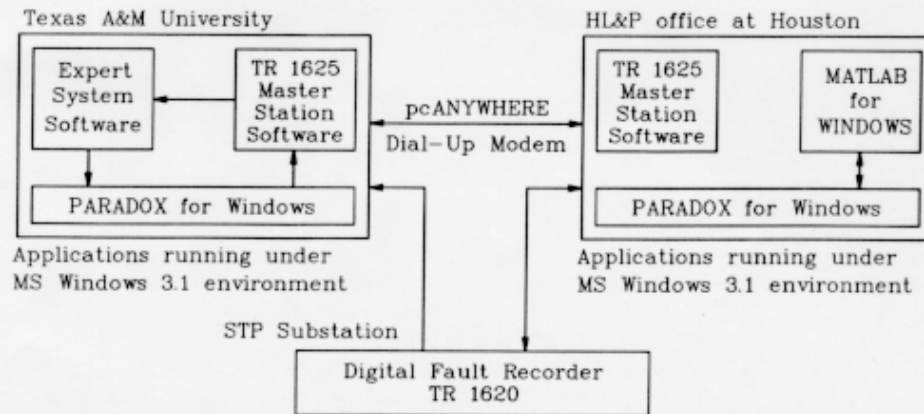 Texas A&M University
Expert
System
Software
TR 1625
Master
Station
Software
PARADOX for Windows
Applications running under
MS Windows 3.1 environment
pcANYWHERE
Dial-Up Modem
HL&P office at Houston
TR 1625
Master
Station
Software
MATLAB
for
WINDOWS
PARADOX for Windows
Applications running under
MS Windows 3.1 environment
STP Substation
Digital Fault Recorder
TR 1620